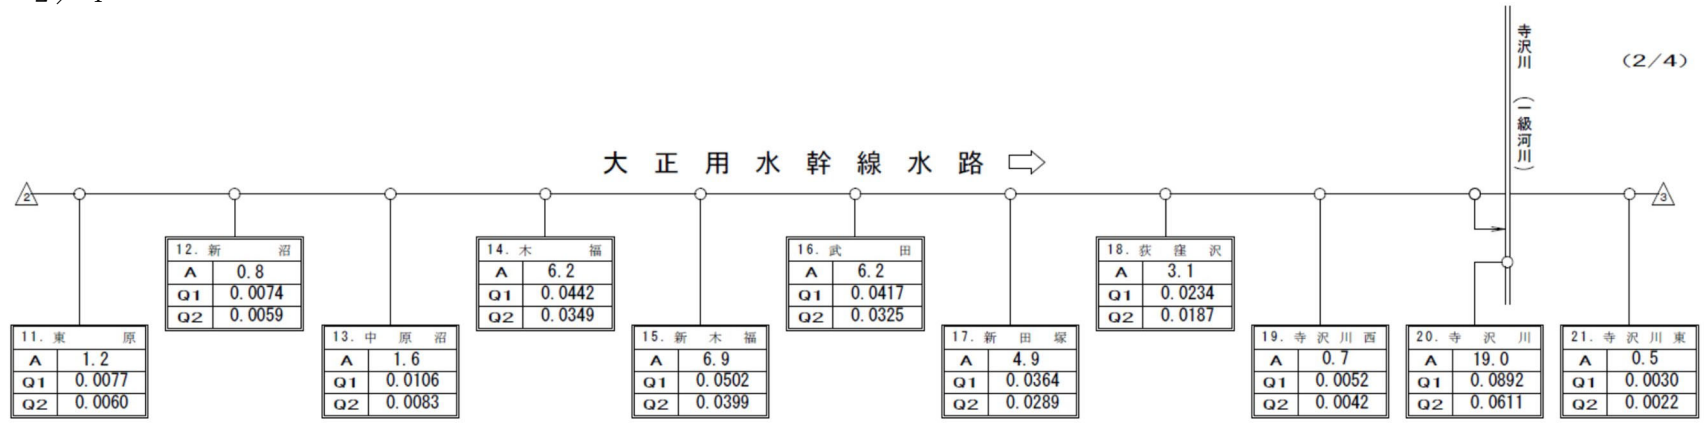 寺沢川 (一級河川)
(2/4)
大正用水幹線水路
2
3
12. 新沼
A 0.8
Q1 0.0074
Q2 0.0059
14. 木福
A 6.2
Q1 0.0442
Q2 0.0349
16. 武田
A 6.2
Q1 0.0417
Q2 0.0325
18. 荻窪沢
A 3.1
Q1 0.0234
Q2 0.0187
11. 東原
A 1.2
Q1 0.0077
Q2 0.0060
13. 中原沼
A 1.6
Q1 0.0106
Q2 0.0083
15. 新木福
A 6.9
Q1 0.0502
Q2 0.0399
17. 新田塚
A 4.9
Q1 0.0364
Q2 0.0289
19. 寺沢川西
A 0.7
Q1 0.0052
Q2 0.0042
20. 寺沢川
A 19.0
Q1 0.0892
Q2 0.0611
21. 寺沢川東
A 0.5
Q1 0.0030
Q2 0.0022